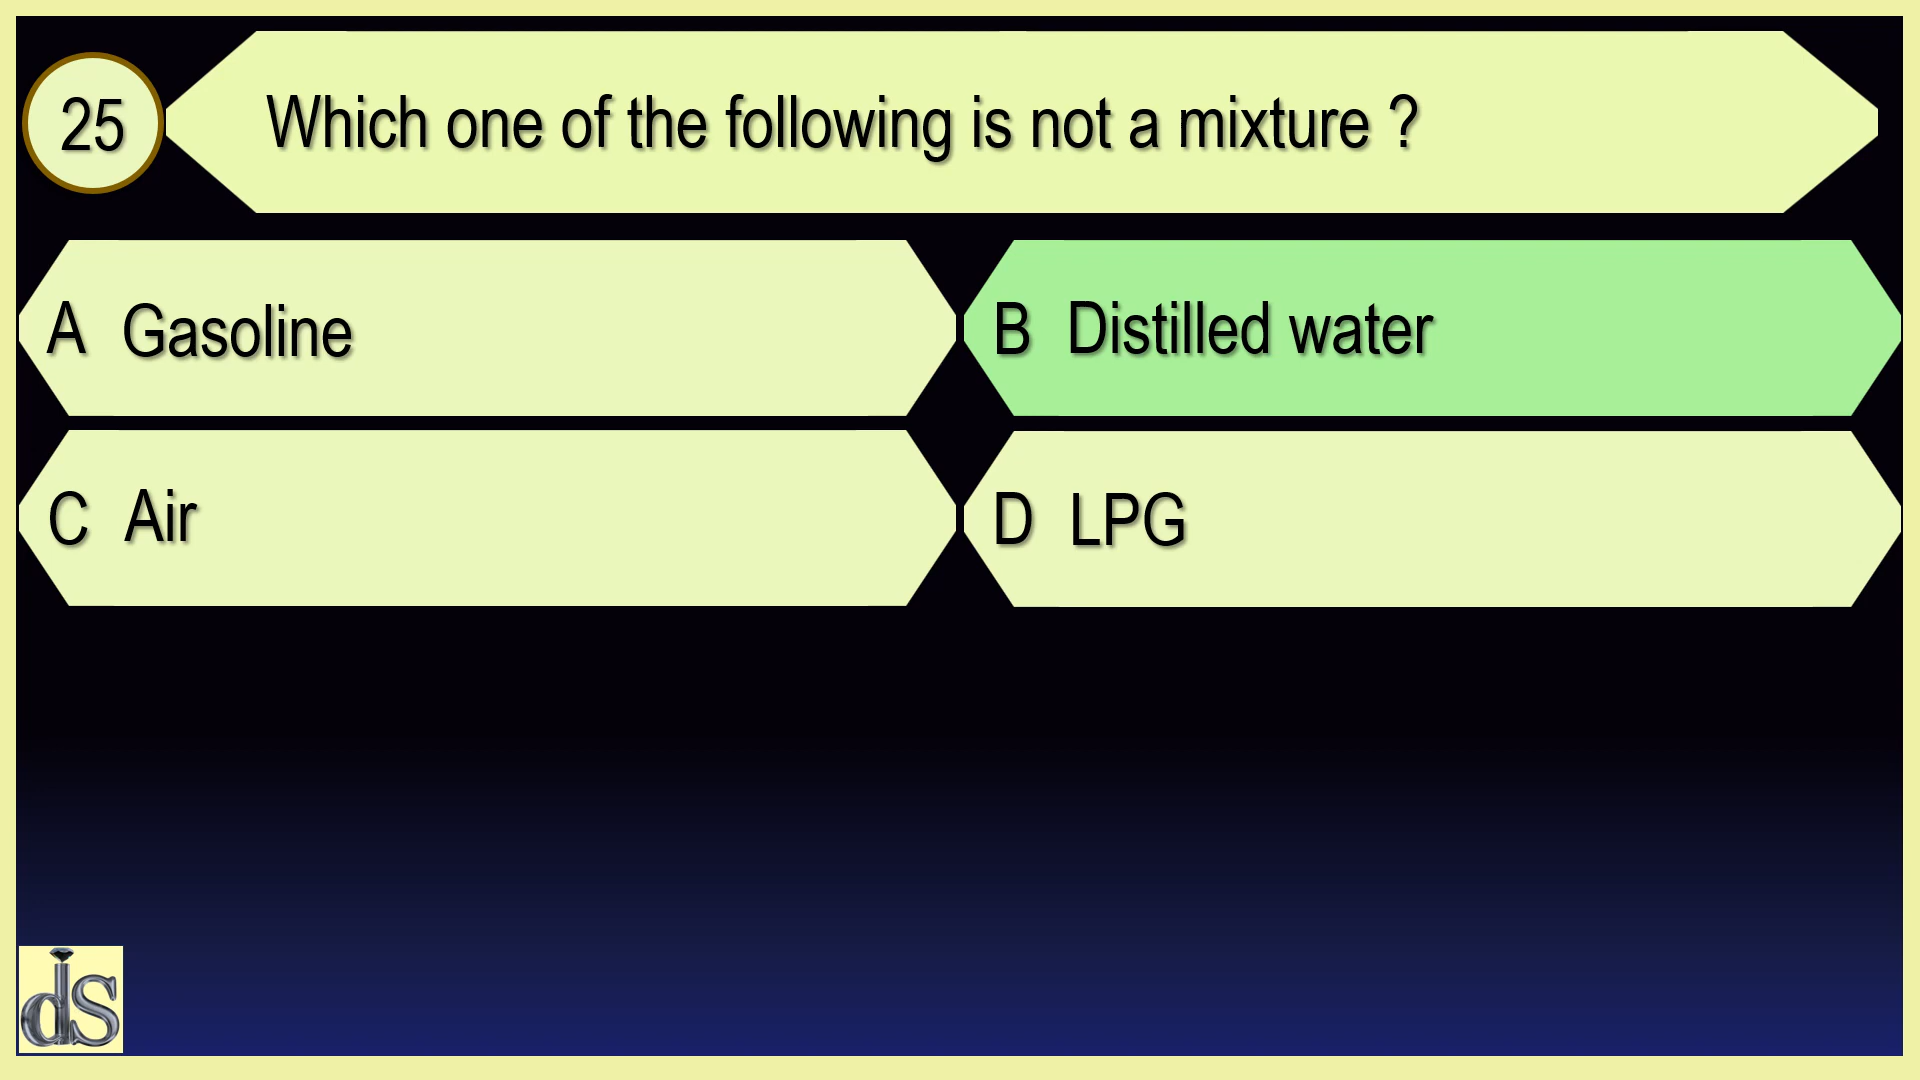 25
Which one of the following is not a mixture ?
A Gasoline
B Distilled water
C Air
D LPG
ds